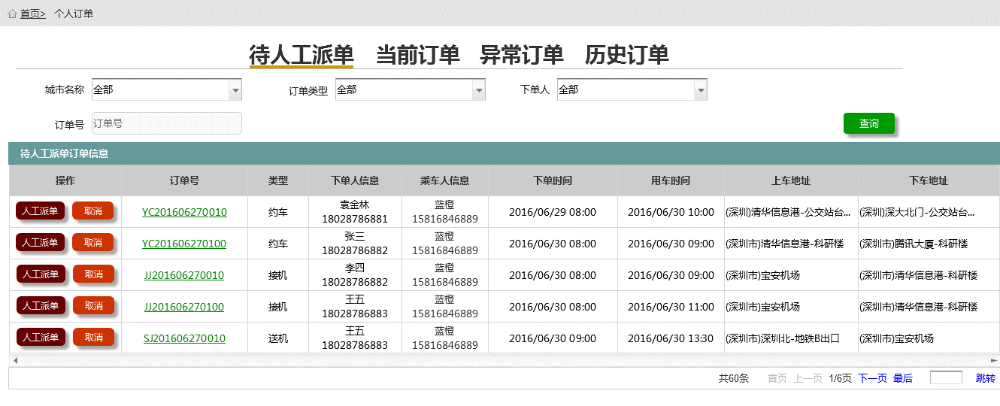 首页> 个人订单
待人工派单 当前订单 异常订单 历史订单
城市名称 全部 订单类型 全部 下单人 全部
订单号 订单号 查询
待人工派单订单信息
操作 订单号 类型 下单人信息 乘车人信息 下单时间 用车时间 上车地址 下车地址
人工派单 取消 YC201606270010 约车 袁金林 18028786881 蓝橙 15816846889 2016/06/29 08:00 2016/06/30 10:00 (深圳)清华信息港-公交站台... (深圳)深大北门-公交站台...
人工派单 取消 YC201606270100 约车 张三 18028786882 蓝橙 15816846889 2016/06/30 08:00 2016/06/30 09:00 (深圳市)清华信息港-科研楼 (深圳市)腾讯大厦-科研楼
人工派单 取消 JJ201606270010 接机 李四 18028786882 蓝橙 15816846889 2016/06/30 08:00 2016/06/30 09:00 (深圳市)宝安机场 (深圳市)清华信息港-科研楼
人工派单 取消 JJ201606270100 接机 王五 18028786883 蓝橙 15816846889 2016/06/30 08:00 2016/06/30 11:00 (深圳市)宝安机场 (深圳市)清华信息港-科研楼
人工派单 取消 SJ201606270010 送机 王五 18028786883 蓝橙 15816846889 2016/06/30 09:00 2016/06/30 13:30 (深圳市)深圳北-地铁B出口 (深圳市)宝安机场
共60条 首页 上一页 1/6页 下一页 最后 跳转